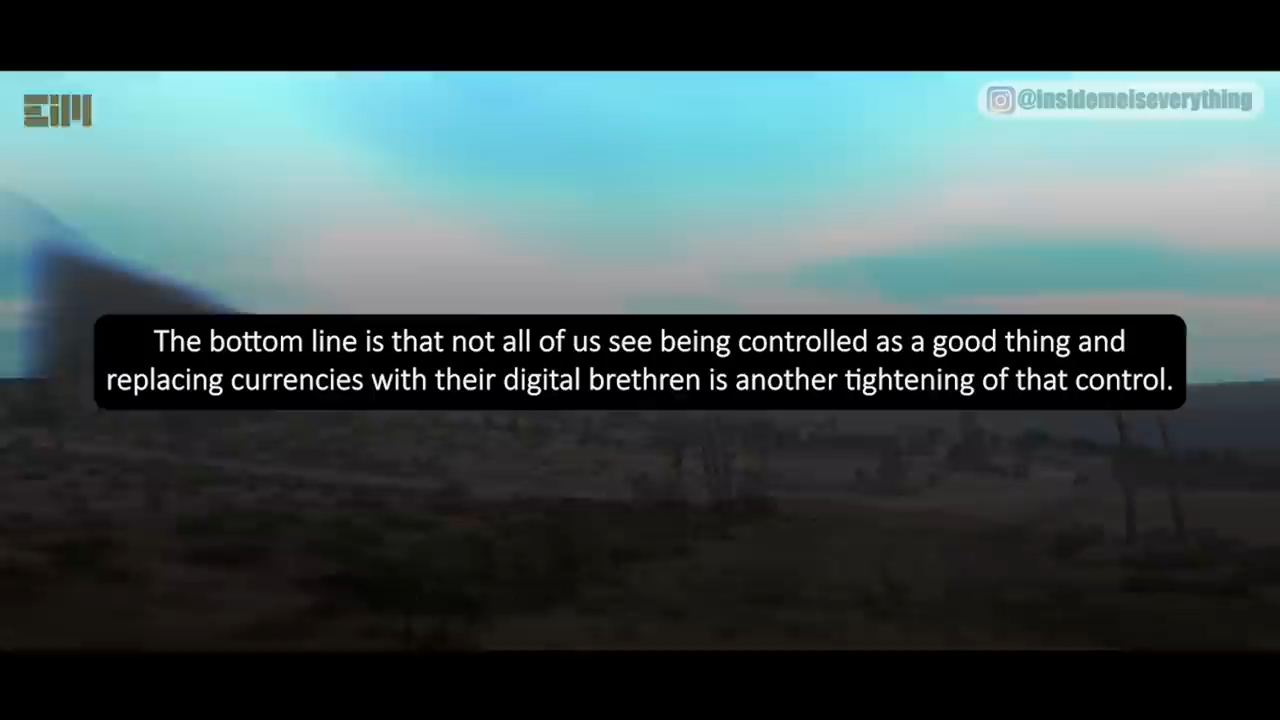 EiM
@insidemeiseverything
The bottom line is that not all of us see being controlled as a good thing and
replacing currencies with their digital brethren is another tightening of that control.